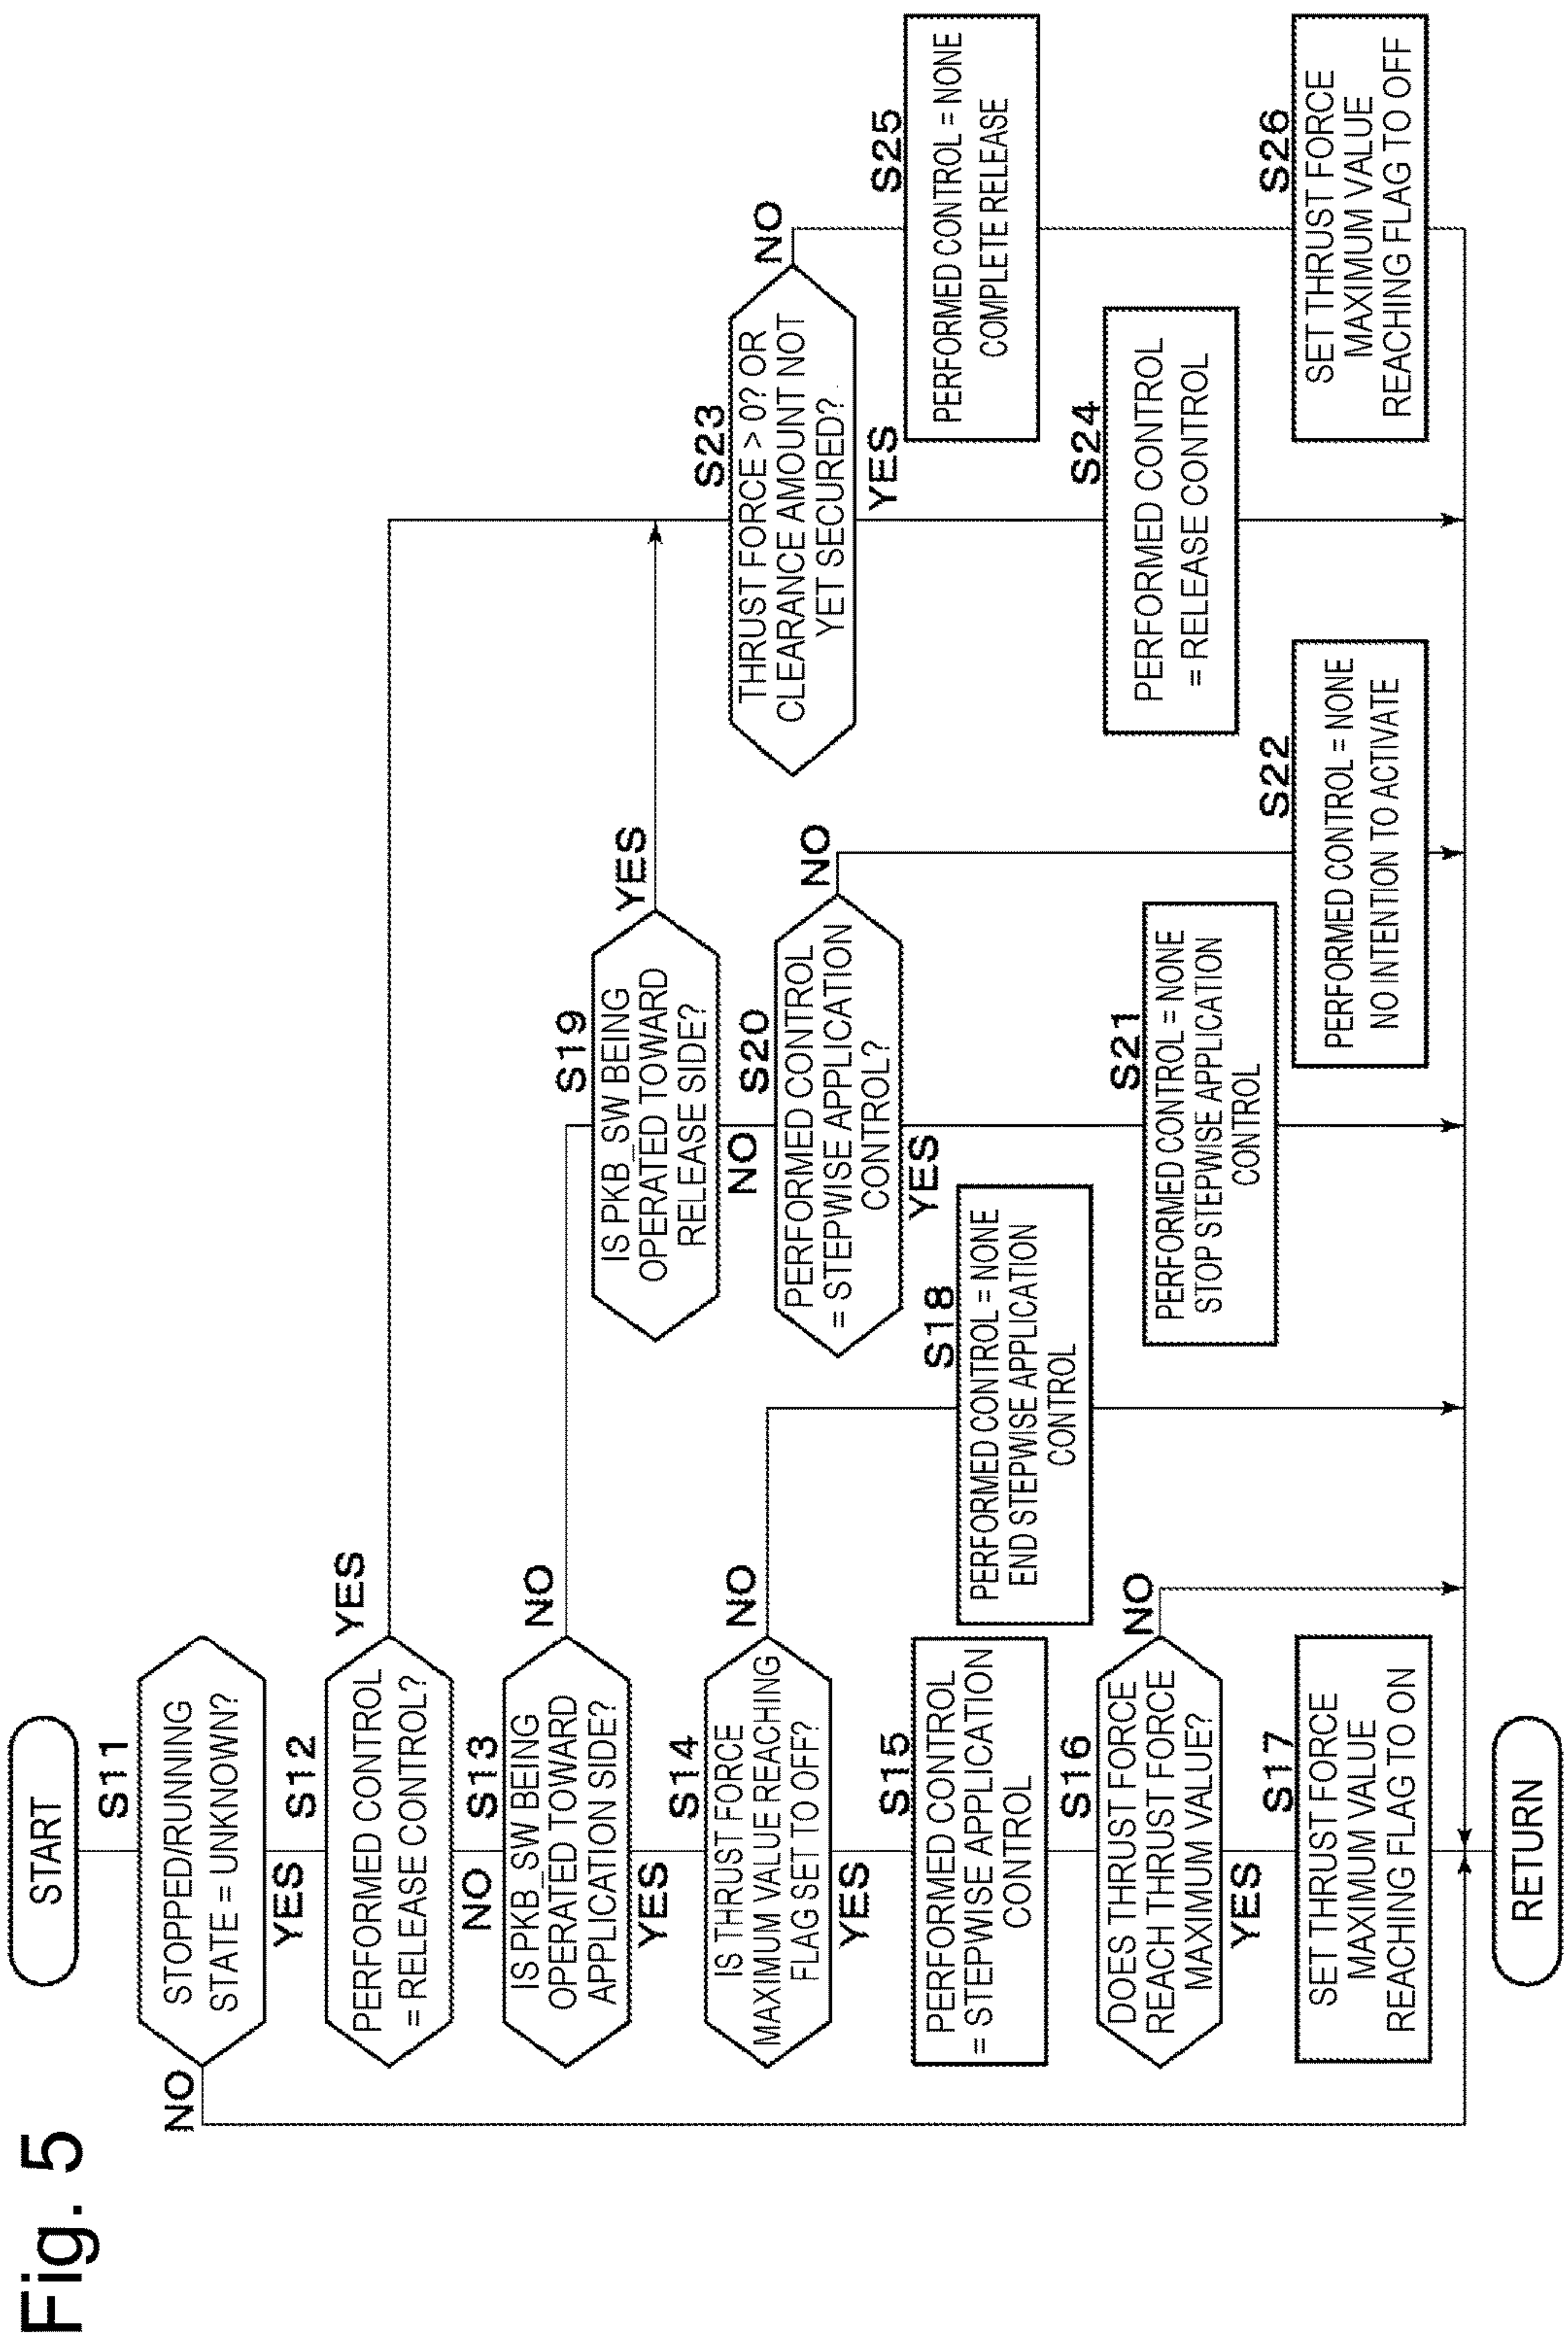 Fig. 5
START
S11
STOPPED/RUNNING
STATE = UNKNOWN?
NO
YES
S12
PERFORMED CONTROL
= RELEASE CONTROL?
YES
NO
S13
IS PKB_SW BEING
OPERATED TOWARD
APPLICATION SIDE?
NO
YES
S14
IS THRUST FORCE
MAXIMUM VALUE REACHING
FLAG SET TO OFF?
NO
YES
S15
PERFORMED CONTROL
= STEPWISE APPLICATION
CONTROL
S16
DOES THRUST FORCE
REACH THRUST FORCE
MAXIMUM VALUE?
NO
YES
S17
SET THRUST FORCE
MAXIMUM VALUE
REACHING FLAG TO ON
S18
PERFORMED CONTROL = NONE
END STEPWISE APPLICATION
CONTROL
S19
IS PKB_SW BEING
OPERATED TOWARD
RELEASE SIDE?
YES
NO
S20
PERFORMED CONTROL
= STEPWISE APPLICATION
CONTROL?
NO
YES
S21
PERFORMED CONTROL = NONE
STOP STEPWISE APPLICATION
CONTROL
S22
PERFORMED CONTROL = NONE
NO INTENTION TO ACTIVATE
S23
THRUST FORCE > 0? OR
CLEARANCE AMOUNT NOT
YET SECURED?
NO
YES
S24
PERFORMED CONTROL
= RELEASE CONTROL
S25
PERFORMED CONTROL = NONE
COMPLETE RELEASE
S26
SET THRUST FORCE
MAXIMUM VALUE
REACHING FLAG TO OFF
RETURN